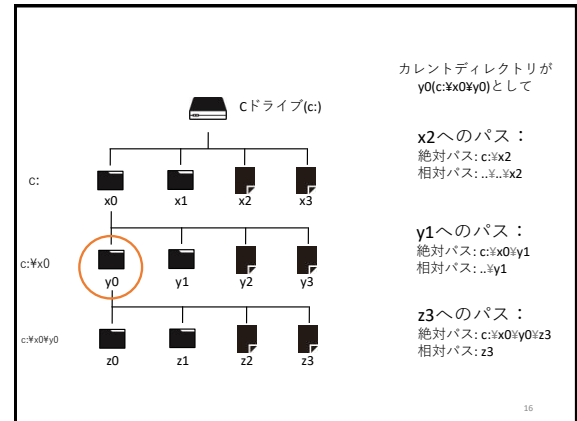 カレントディレクトリが
y0(c:¥x0¥y0)として
Cドライブ(c:)
x2へのパス：
絶対パス: c:¥x2
相対パス: ..¥..¥x2
c:
x0 x1 x2 x3
y1へのパス：
絶対パス: c:¥x0¥y1
相対パス: ..¥y1
c:¥x0
y0 y1 y2 y3
z3へのパス：
絶対パス: c:¥x0¥y0¥z3
相対パス: z3
c:¥x0¥y0
z0 z1 z2 z3
16